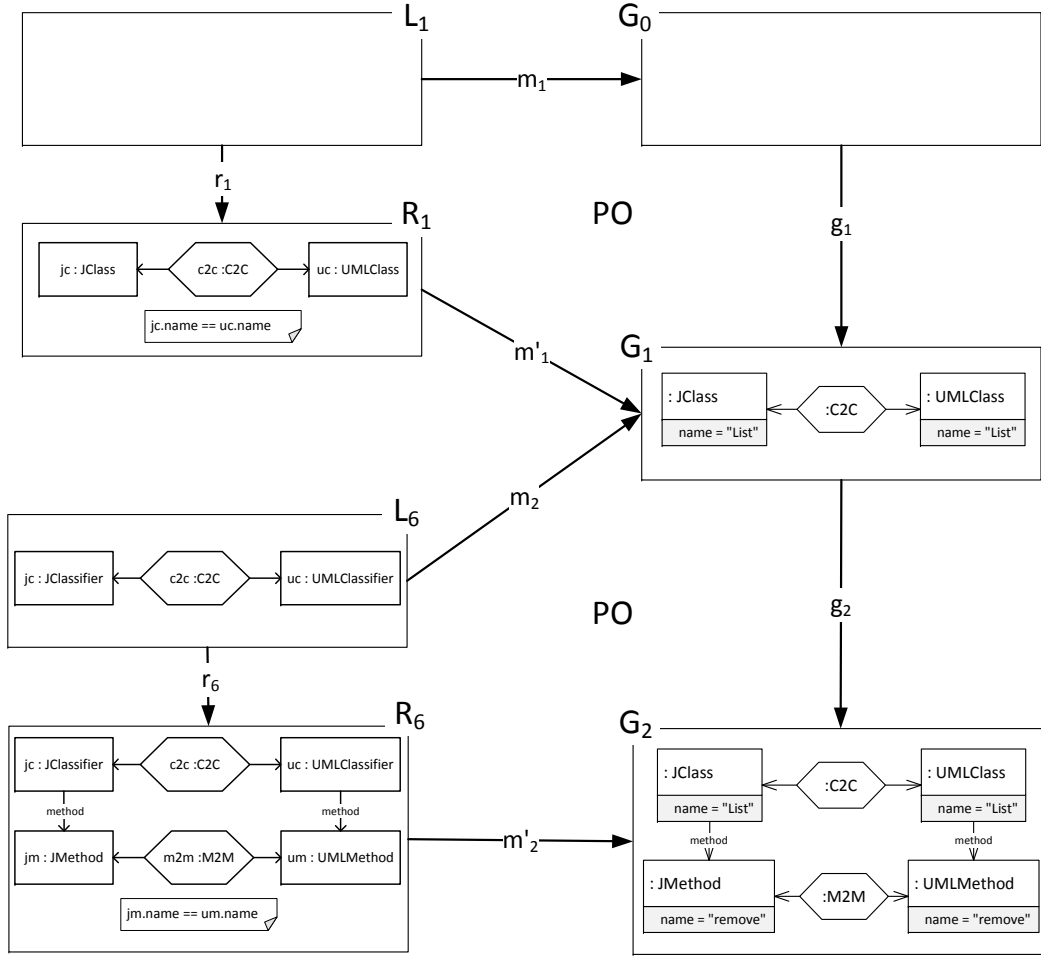 L1
G0
m1
r1
R1
PO
g1
jc : JClass
c2c :C2C
uc : UMLClass
jc.name == uc.name
m'1
G1
: JClass
:C2C
: UMLClass
name = "List"
name = "List"
L6
m2
jc : JClassifier
c2c :C2C
uc : UMLClassifier
PO
g2
r6
R6
G2
jc : JClassifier
c2c :C2C
uc : UMLClassifier
: JClass
:C2C
: UMLClass
name = "List"
name = "List"
method
method
method
method
m'2
jm : JMethod
m2m :M2M
um : UMLMethod
: JMethod
:M2M
: UMLMethod
jm.name == um.name
name = "remove"
name = "remove"